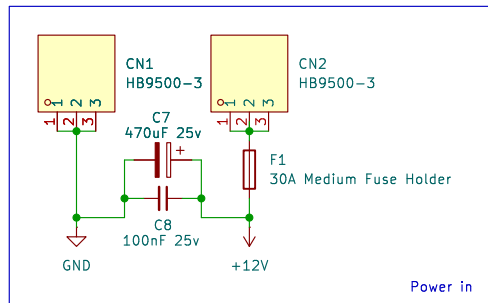 CN1
HB9500-3
1 2 3
1 2 3
CN2
HB9500-3
1 2 3
1 2 3
C7
470uF 25v
+
C8
100nF 25v
F1
30A Medium Fuse Holder
GND
+12V
Power in